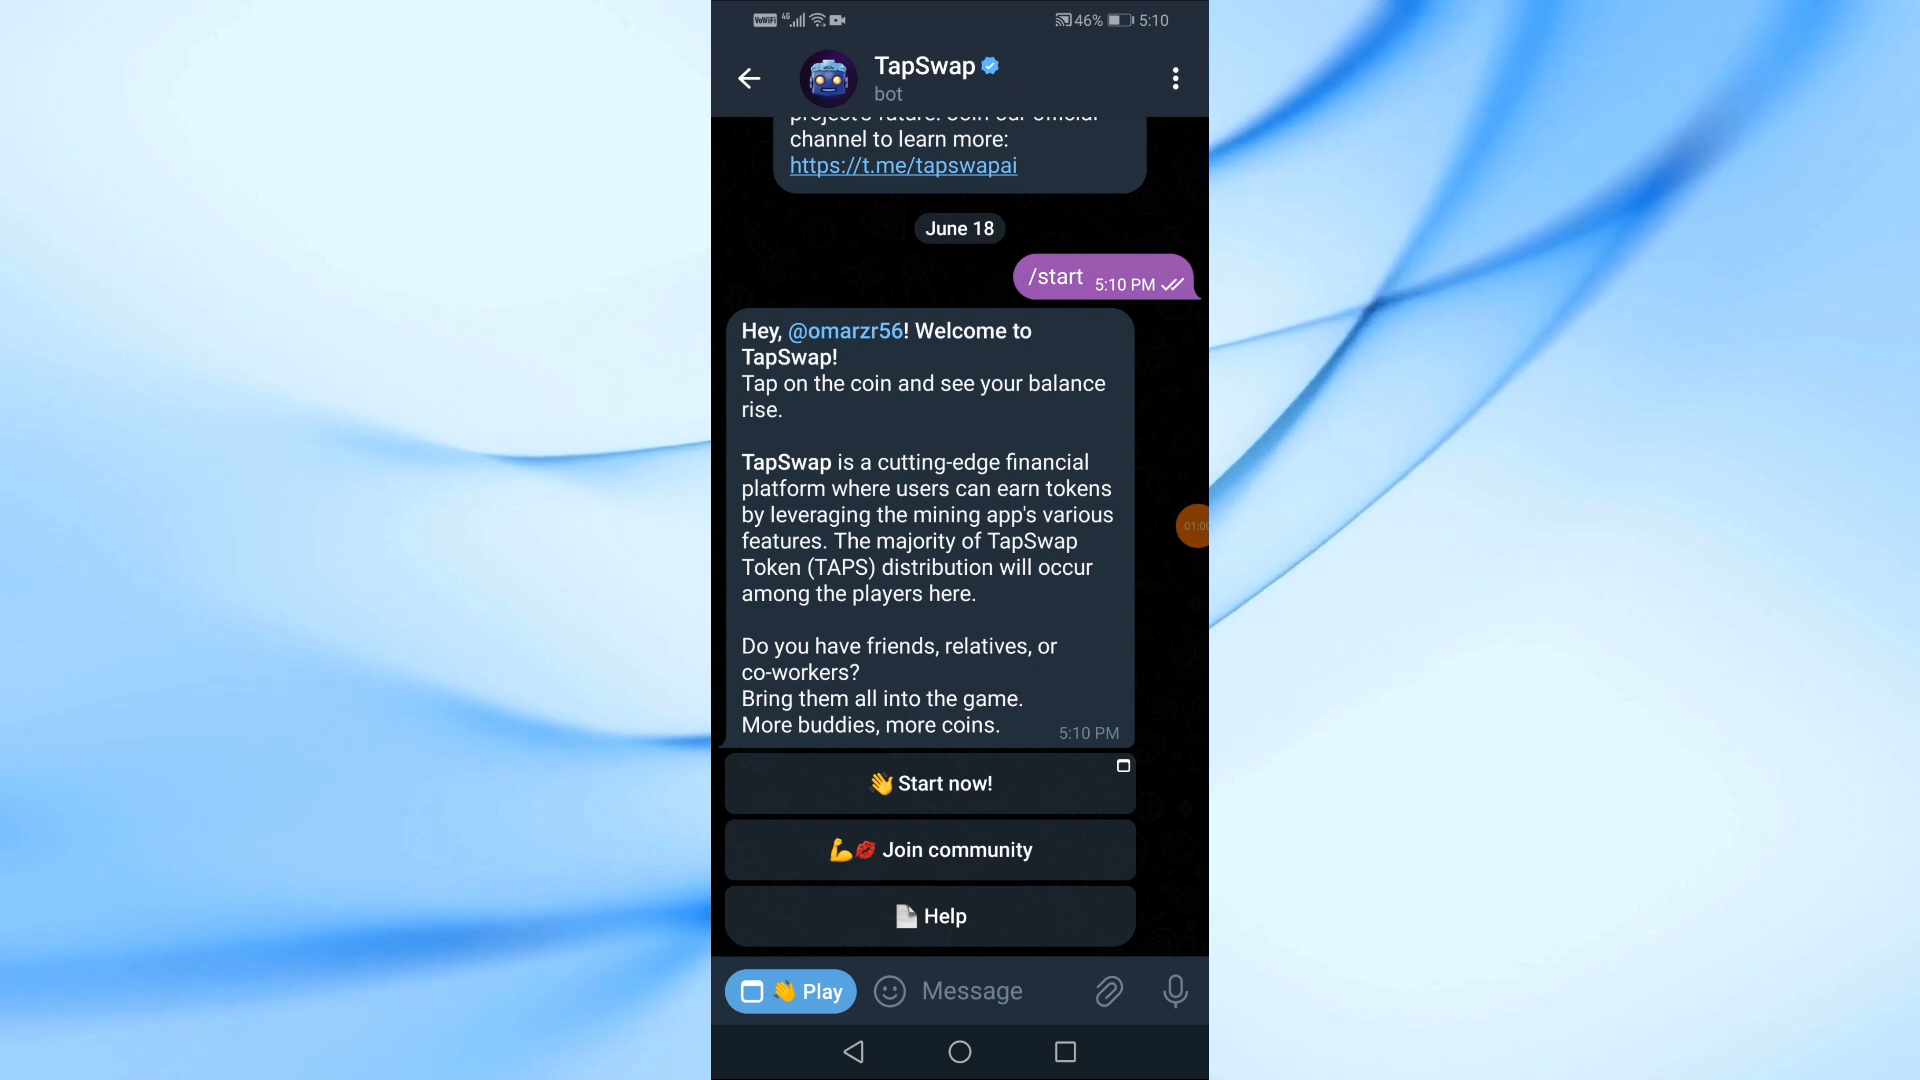 VoWiFi 4G 46% 5:10
TapSwap
bot
project's future. Join our official
channel to learn more:
https://t.me/tapswapai
June 18
/start 5:10 PM
Hey, @omarzr56! Welcome to
TapSwap!
Tap on the coin and see your balance
rise.
TapSwap is a cutting-edge financial
platform where users can earn tokens
by leveraging the mining app's various
features. The majority of TapSwap
Token (TAPS) distribution will occur
among the players here.
Do you have friends, relatives, or
co-workers?
Bring them all into the game.
More buddies, more coins. 5:10 PM
👋 Start now!
💪💋 Join community
📄 Help
👋 Play Message